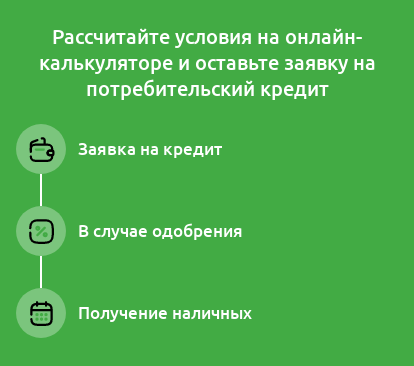 Рассчитайте условия на онлайн-
калькуляторе и оставьте заявку на
потребительский кредит
Заявка на кредит
В случае одобрения
Получение наличных